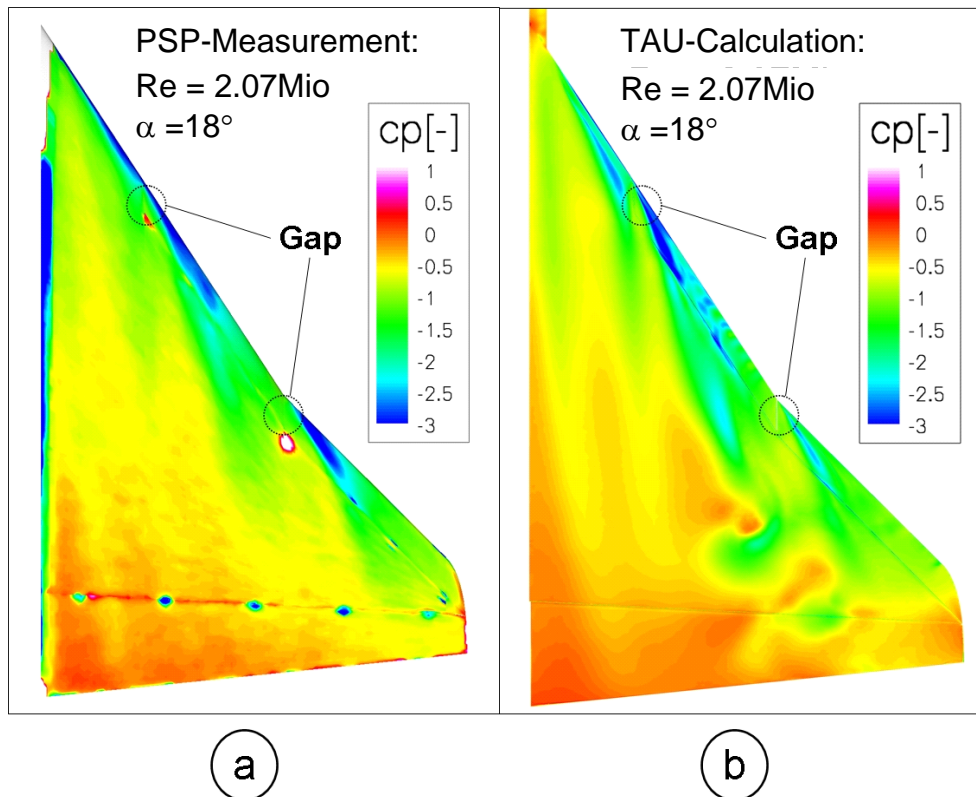 PSP-Measurement:
Re = 2.07Mio
α =18°
cp[-]
1
0.5
0
-0.5
-1
-1.5
-2
-2.5
-3
Gap
TAU-Calculation:
Re = 2.07Mio
α =18°
cp[-]
1
0.5
0
-0.5
-1
-1.5
-2
-2.5
-3
Gap
a
b